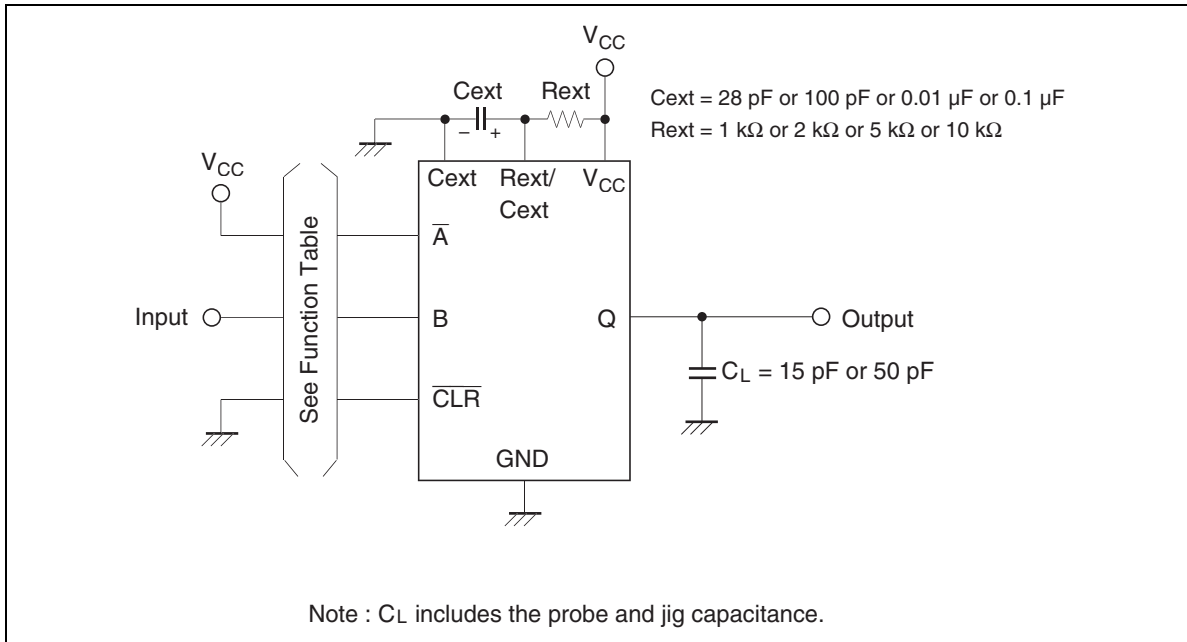 VCC
Cext Rext
Cext = 28 pF or 100 pF or 0.01 µF or 0.1 µF
Rext = 1 kΩ or 2 kΩ or 5 kΩ or 10 kΩ
– +
VCC
Cext Rext/ VCC
Cext
See Function Table
A̅
Input B Q Output
CL = 15 pF or 50 pF
C̅L̅R̅
GND
Note : CL includes the probe and jig capacitance.